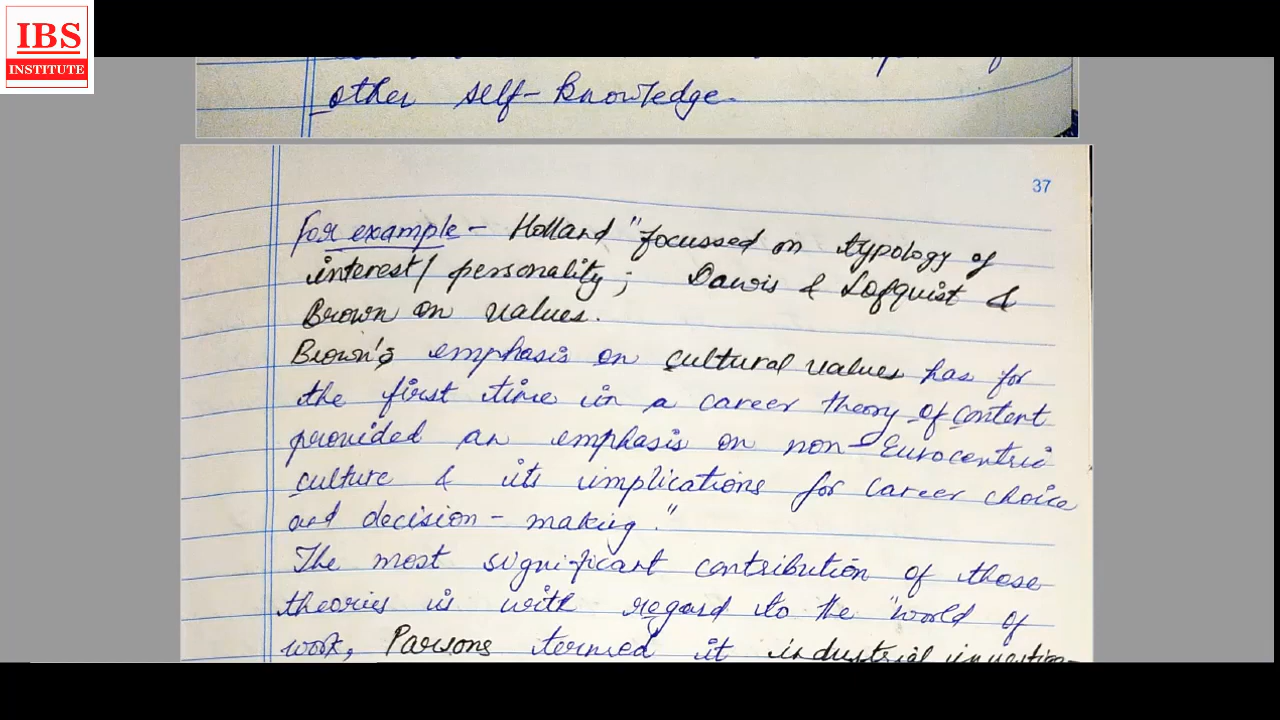 IBS
INSTITUTE
other self-knowledge.
37
For example - Holland "focussed on typology of
interest/ personality; Dawis & Lofquist &
Brown on values.
Brown's emphasis on cultural values has for
the first time in a career theory of content
provided an emphasis on non-Eurocentric
culture & its implications for career choice
and decision-making."
The most significant contribution of these
theories is with regard to the "world of
work, Parsons termed it industrial